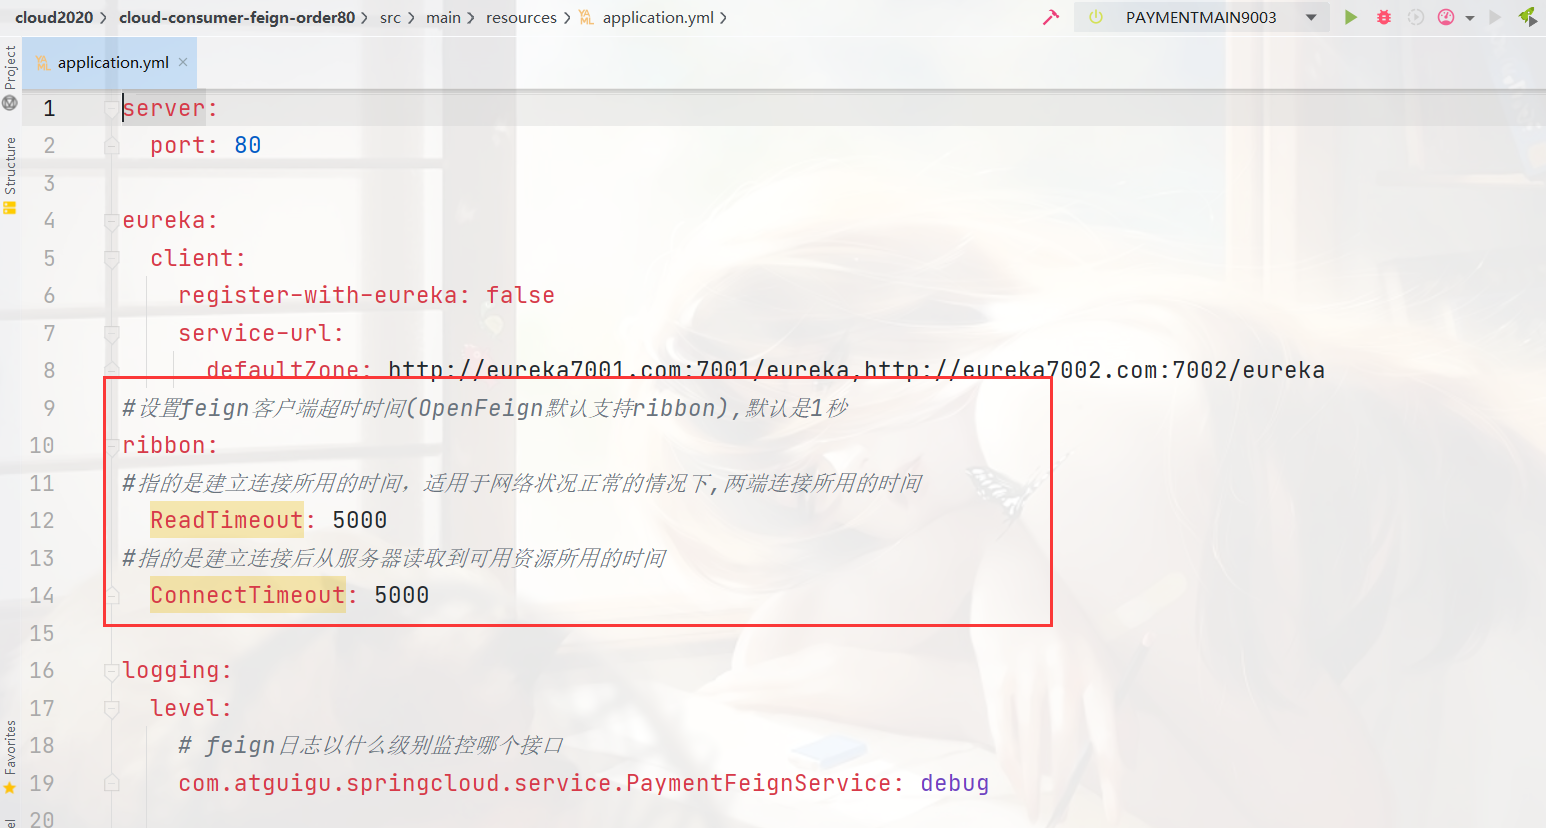 cloud2020 > cloud-consumer-feign-order80 > src > main > resources > application.yml >
PAYMENTMAIN9003
application.yml ×
Project
Structure
Favorites
1 server:
2 port: 80
3
4 eureka:
5 client:
6 register-with-eureka: false
7 service-url:
8 defaultZone: http://eureka7001.com:7001/eureka,http://eureka7002.com:7002/eureka
9 #设置feign客户端超时时间(OpenFeign默认支持ribbon),默认是1秒
10 ribbon:
11 #指的是建立连接所用的时间，适用于网络状况正常的情况下,两端连接所用的时间
12 ReadTimeout: 5000
13 #指的是建立连接后从服务器读取到可用资源所用的时间
14 ConnectTimeout: 5000
15
16 logging:
17 level:
18 # feign日志以什么级别监控哪个接口
19 com.atguigu.springcloud.service.PaymentFeignService: debug
20